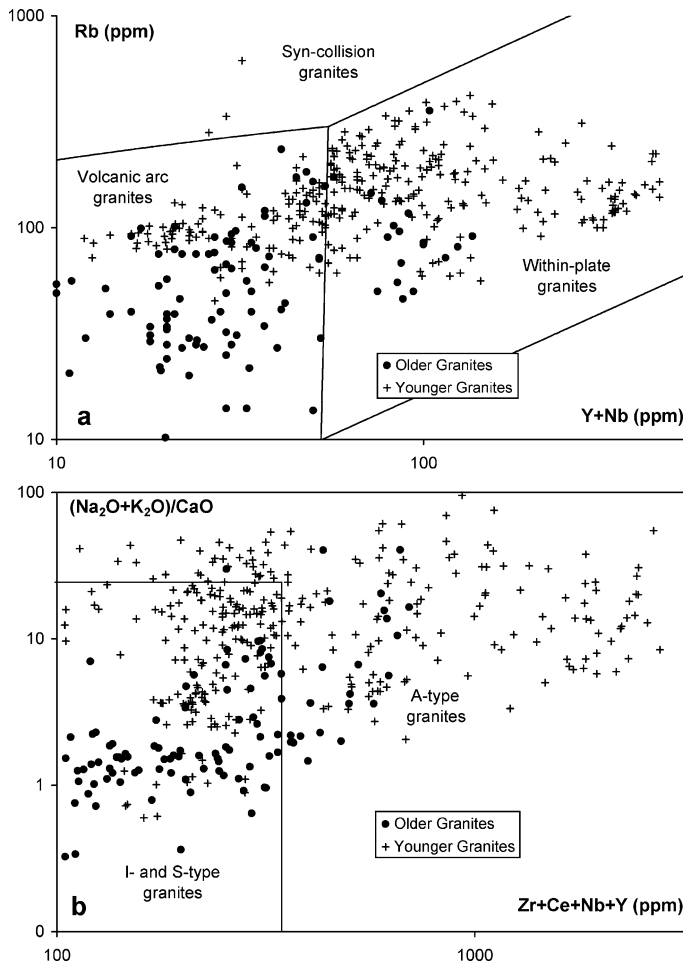 1000
Rb (ppm)
Syn-collision
granites
Volcanic arc
granites
100
Within-plate
granites
Older Granites
Younger Granites
a
Y+Nb (ppm)
10
10
100
100
(Na₂O+K₂O)/CaO
10
A-type
granites
1
Older Granites
Younger Granites
I- and S-type
granites
b
Zr+Ce+Nb+Y (ppm)
0
100
1000